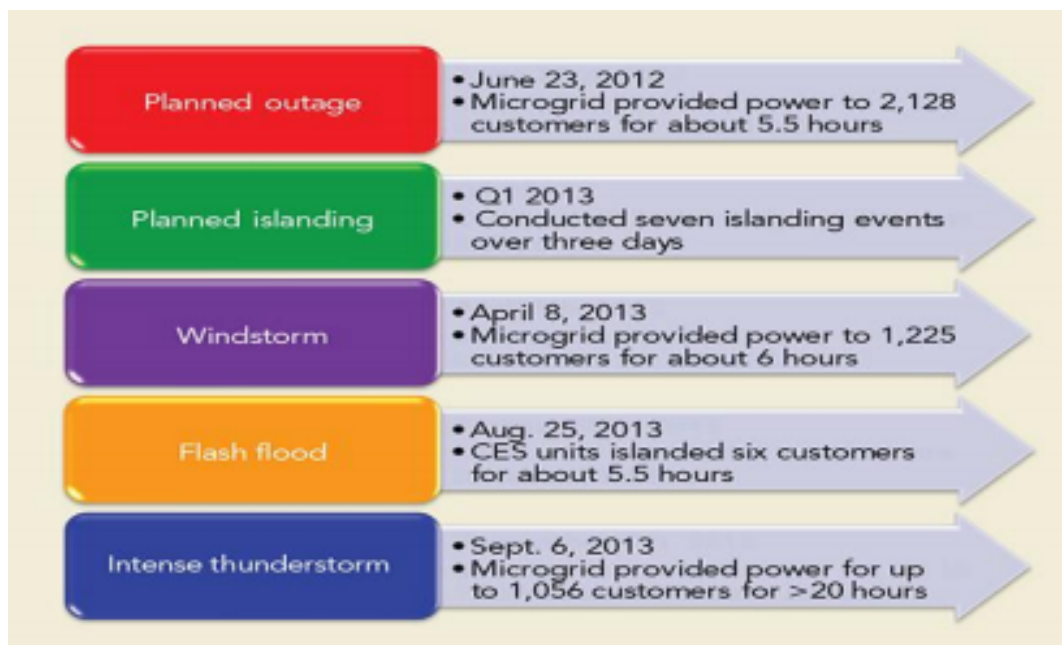 Planned outage
• June 23, 2012
• Microgrid provided power to 2,128
customers for about 5.5 hours
Planned islanding
• Q1 2013
• Conducted seven islanding events
over three days
Windstorm
• April 8, 2013
• Microgrid provided power to 1,225
customers for about 6 hours
Flash flood
• Aug. 25, 2013
• CES units islanded six customers
for about 5.5 hours
Intense thunderstorm
• Sept. 6, 2013
• Microgrid provided power for up
to 1,056 customers for >20 hours